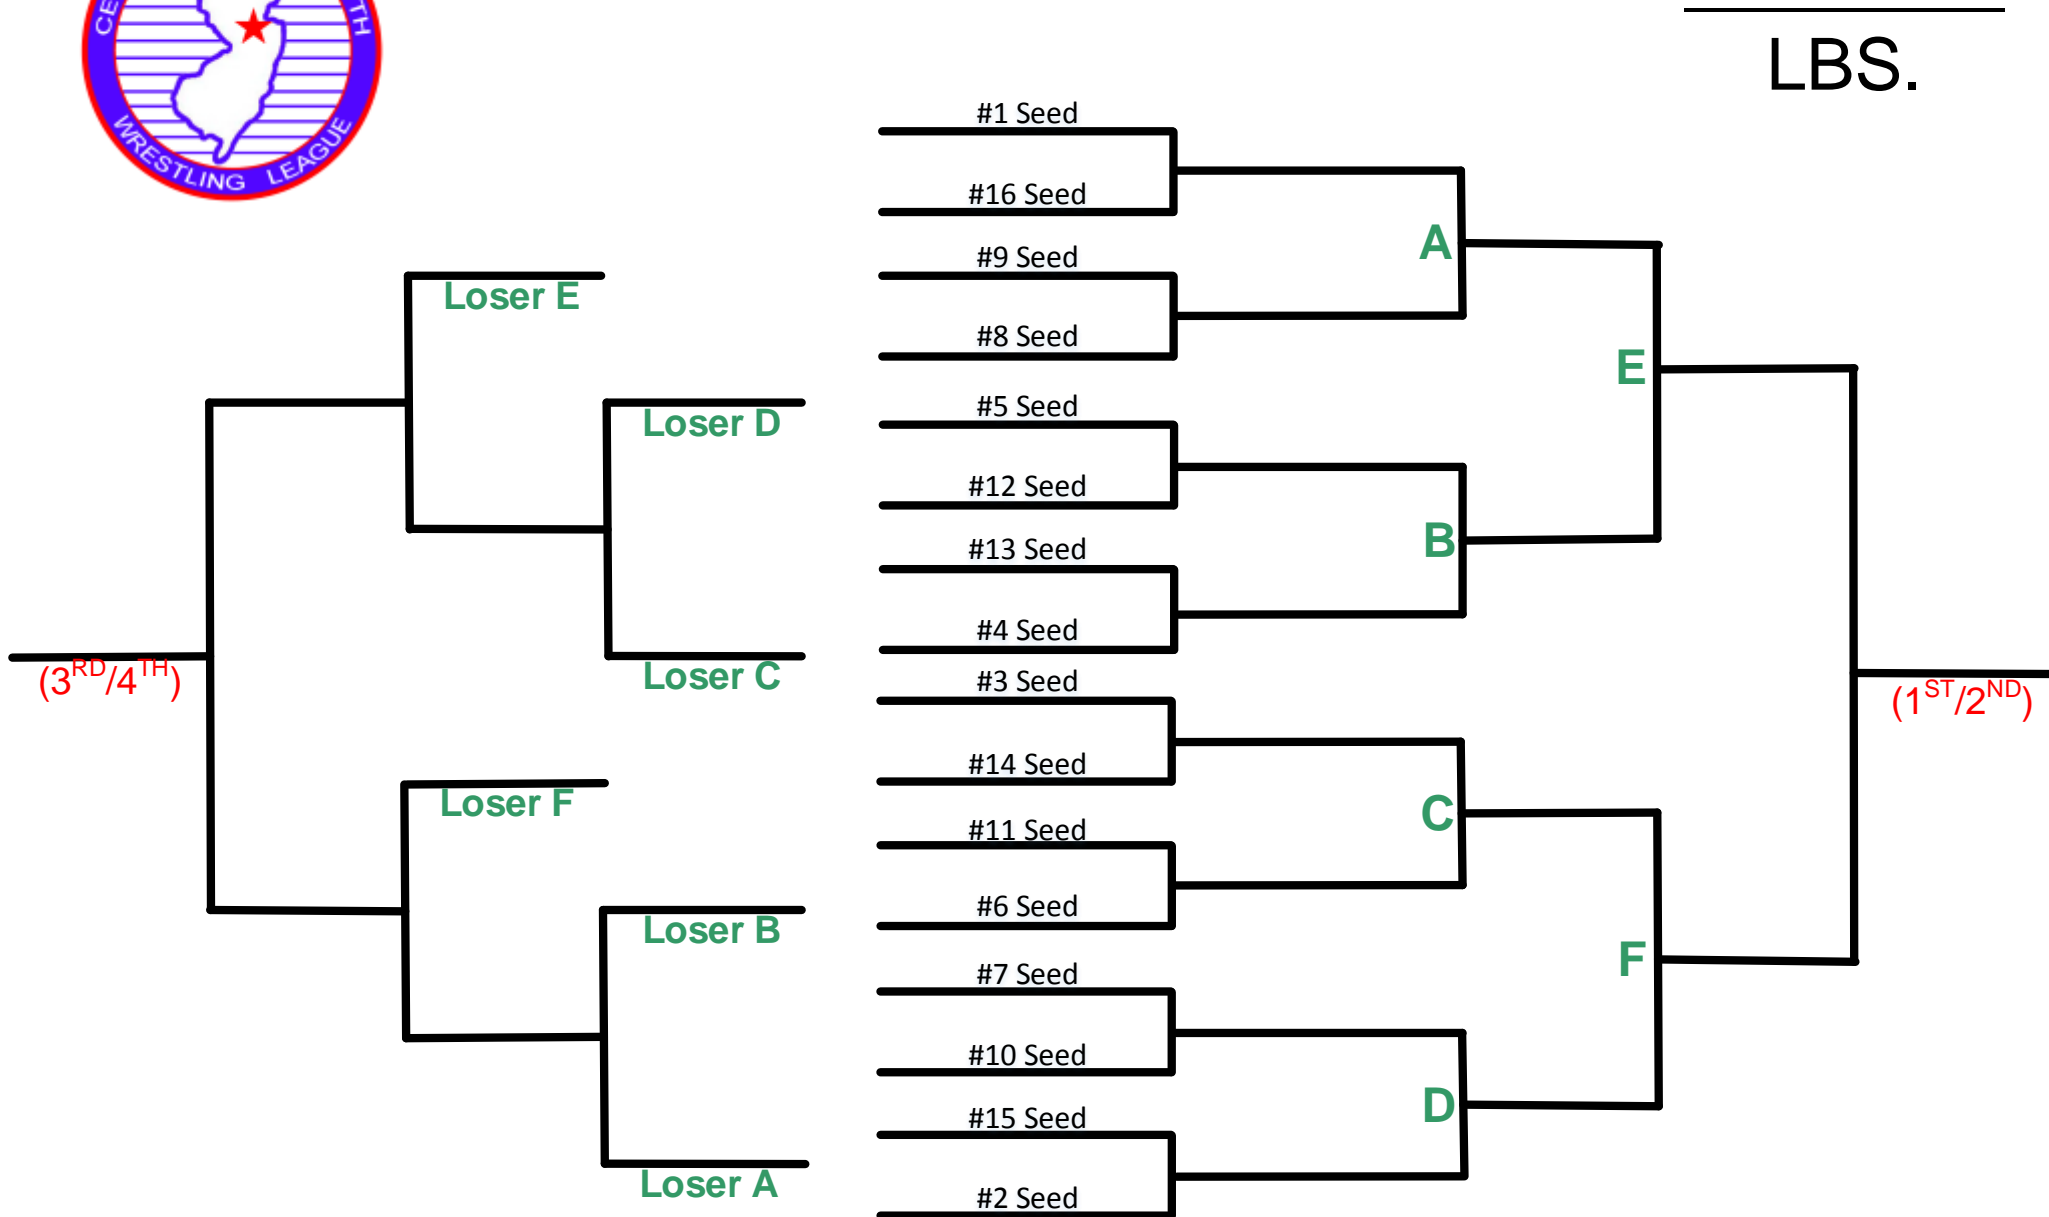 WRESTLING LEAGUE
LBS.
#1 Seed
#16 Seed
#9 Seed
#8 Seed
#5 Seed
#12 Seed
#13 Seed
#4 Seed
#3 Seed
#14 Seed
#11 Seed
#6 Seed
#7 Seed
#10 Seed
#15 Seed
#2 Seed
A
B
C
D
E
F
(1ST/2ND)
Loser E
Loser D
Loser C
Loser F
Loser B
Loser A
(3RD/4TH)